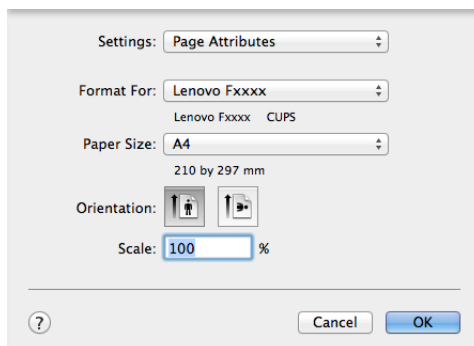 Settings: Page Attributes
Format For: Lenovo Fxxxx
Lenovo Fxxxx CUPS
Paper Size: A4
210 by 297 mm
Orientation:
Scale: 100 %
? Cancel OK